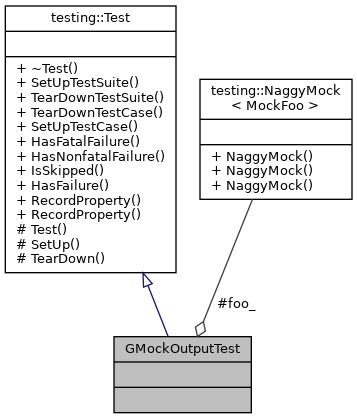 testing::Test
+ ~Test()
+ SetUpTestSuite()
+ TearDownTestSuite()
+ TearDownTestCase()
+ SetUpTestCase()
+ HasFatalFailure()
+ HasNonfatalFailure()
+ IsSkipped()
+ HasFailure()
+ RecordProperty()
+ RecordProperty()
# Test()
# SetUp()
# TearDown()
testing::NaggyMock
< MockFoo >
+ NaggyMock()
+ NaggyMock()
+ NaggyMock()
#foo_
GMockOutputTest